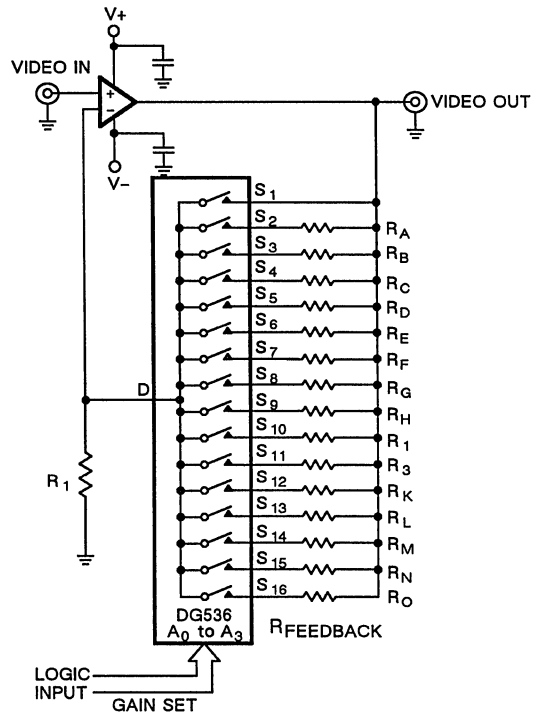 V+
VIDEO IN
+
−
VIDEO OUT
V−
S1
S2
RA
S3
RB
S4
RC
S5
RD
S6
RE
S7
RF
S8
RG
D
S9
RH
S10
R1
S11
R3
R1
S12
RK
S13
RL
S14
RM
S15
RN
S16
RO
DG536
A0 to A3
RFEEDBACK
LOGIC
INPUT
GAIN SET